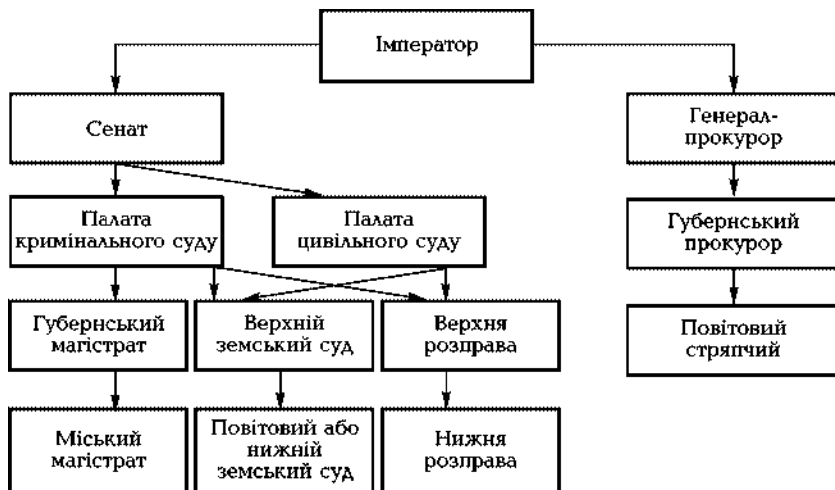 Імператор
Сенат
Генерал-
прокурор
Палата
кримінального суду
Палата
цивільного суду
Губернський
прокурор
Губернський
магістрат
Верхній
земський суд
Верхня
розправа
Повітовий
стряпчий
Міський
магістрат
Повітовий або
нижній
земський суд
Нижня
розправа